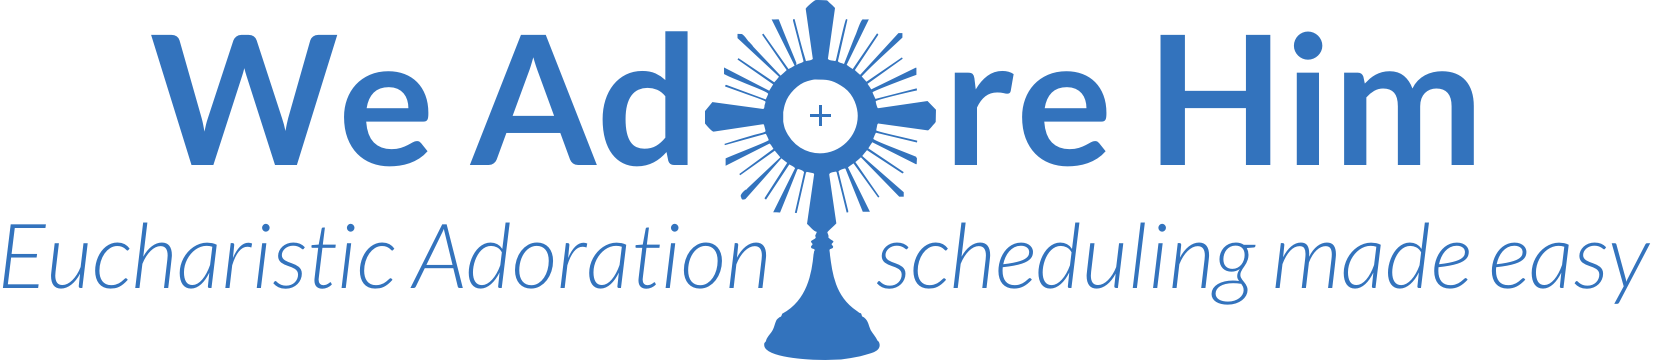 We Adore Him
Eucharistic Adoration scheduling made easy